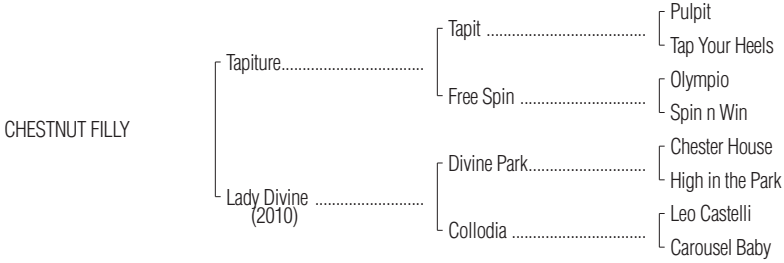 Pulpit
Tapit ....................................
Tap Your Heels
Tapiture................................
Olympio
Free Spin ............................
Spin n Win
CHESTNUT FILLY
Chester House
Divine Park..........................
High in the Park
Lady Divine ........................
(2010)
Leo Castelli
Collodia ..............................
Carousel Baby